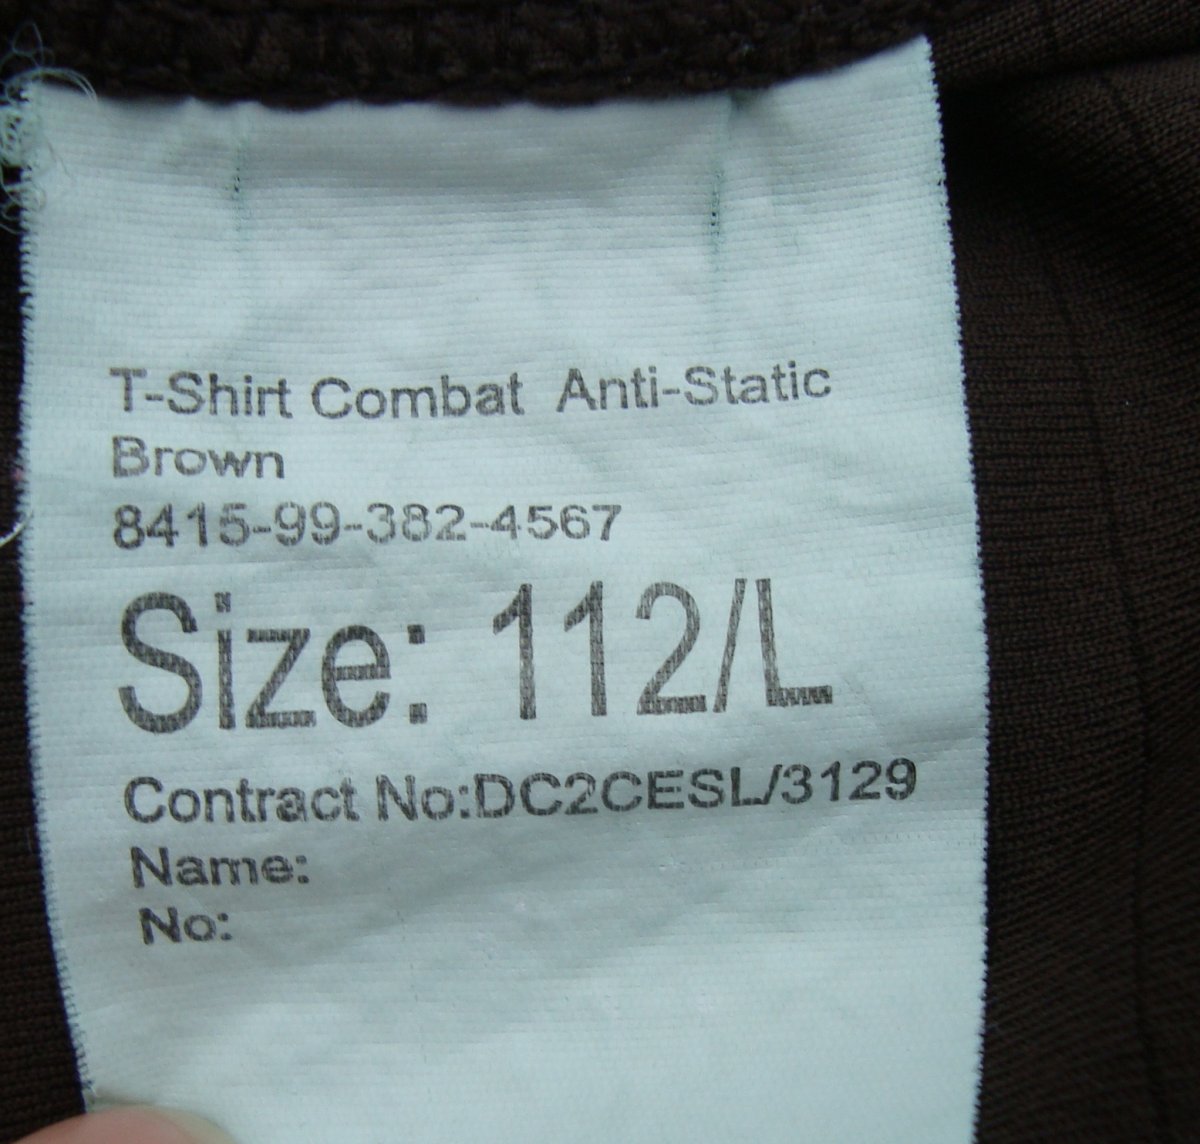 T-Shirt Combat Anti-Static
Brown
8415-99-382-4567
Size: 112/L
Contract No:DC2CESL/3129
Name:
No: